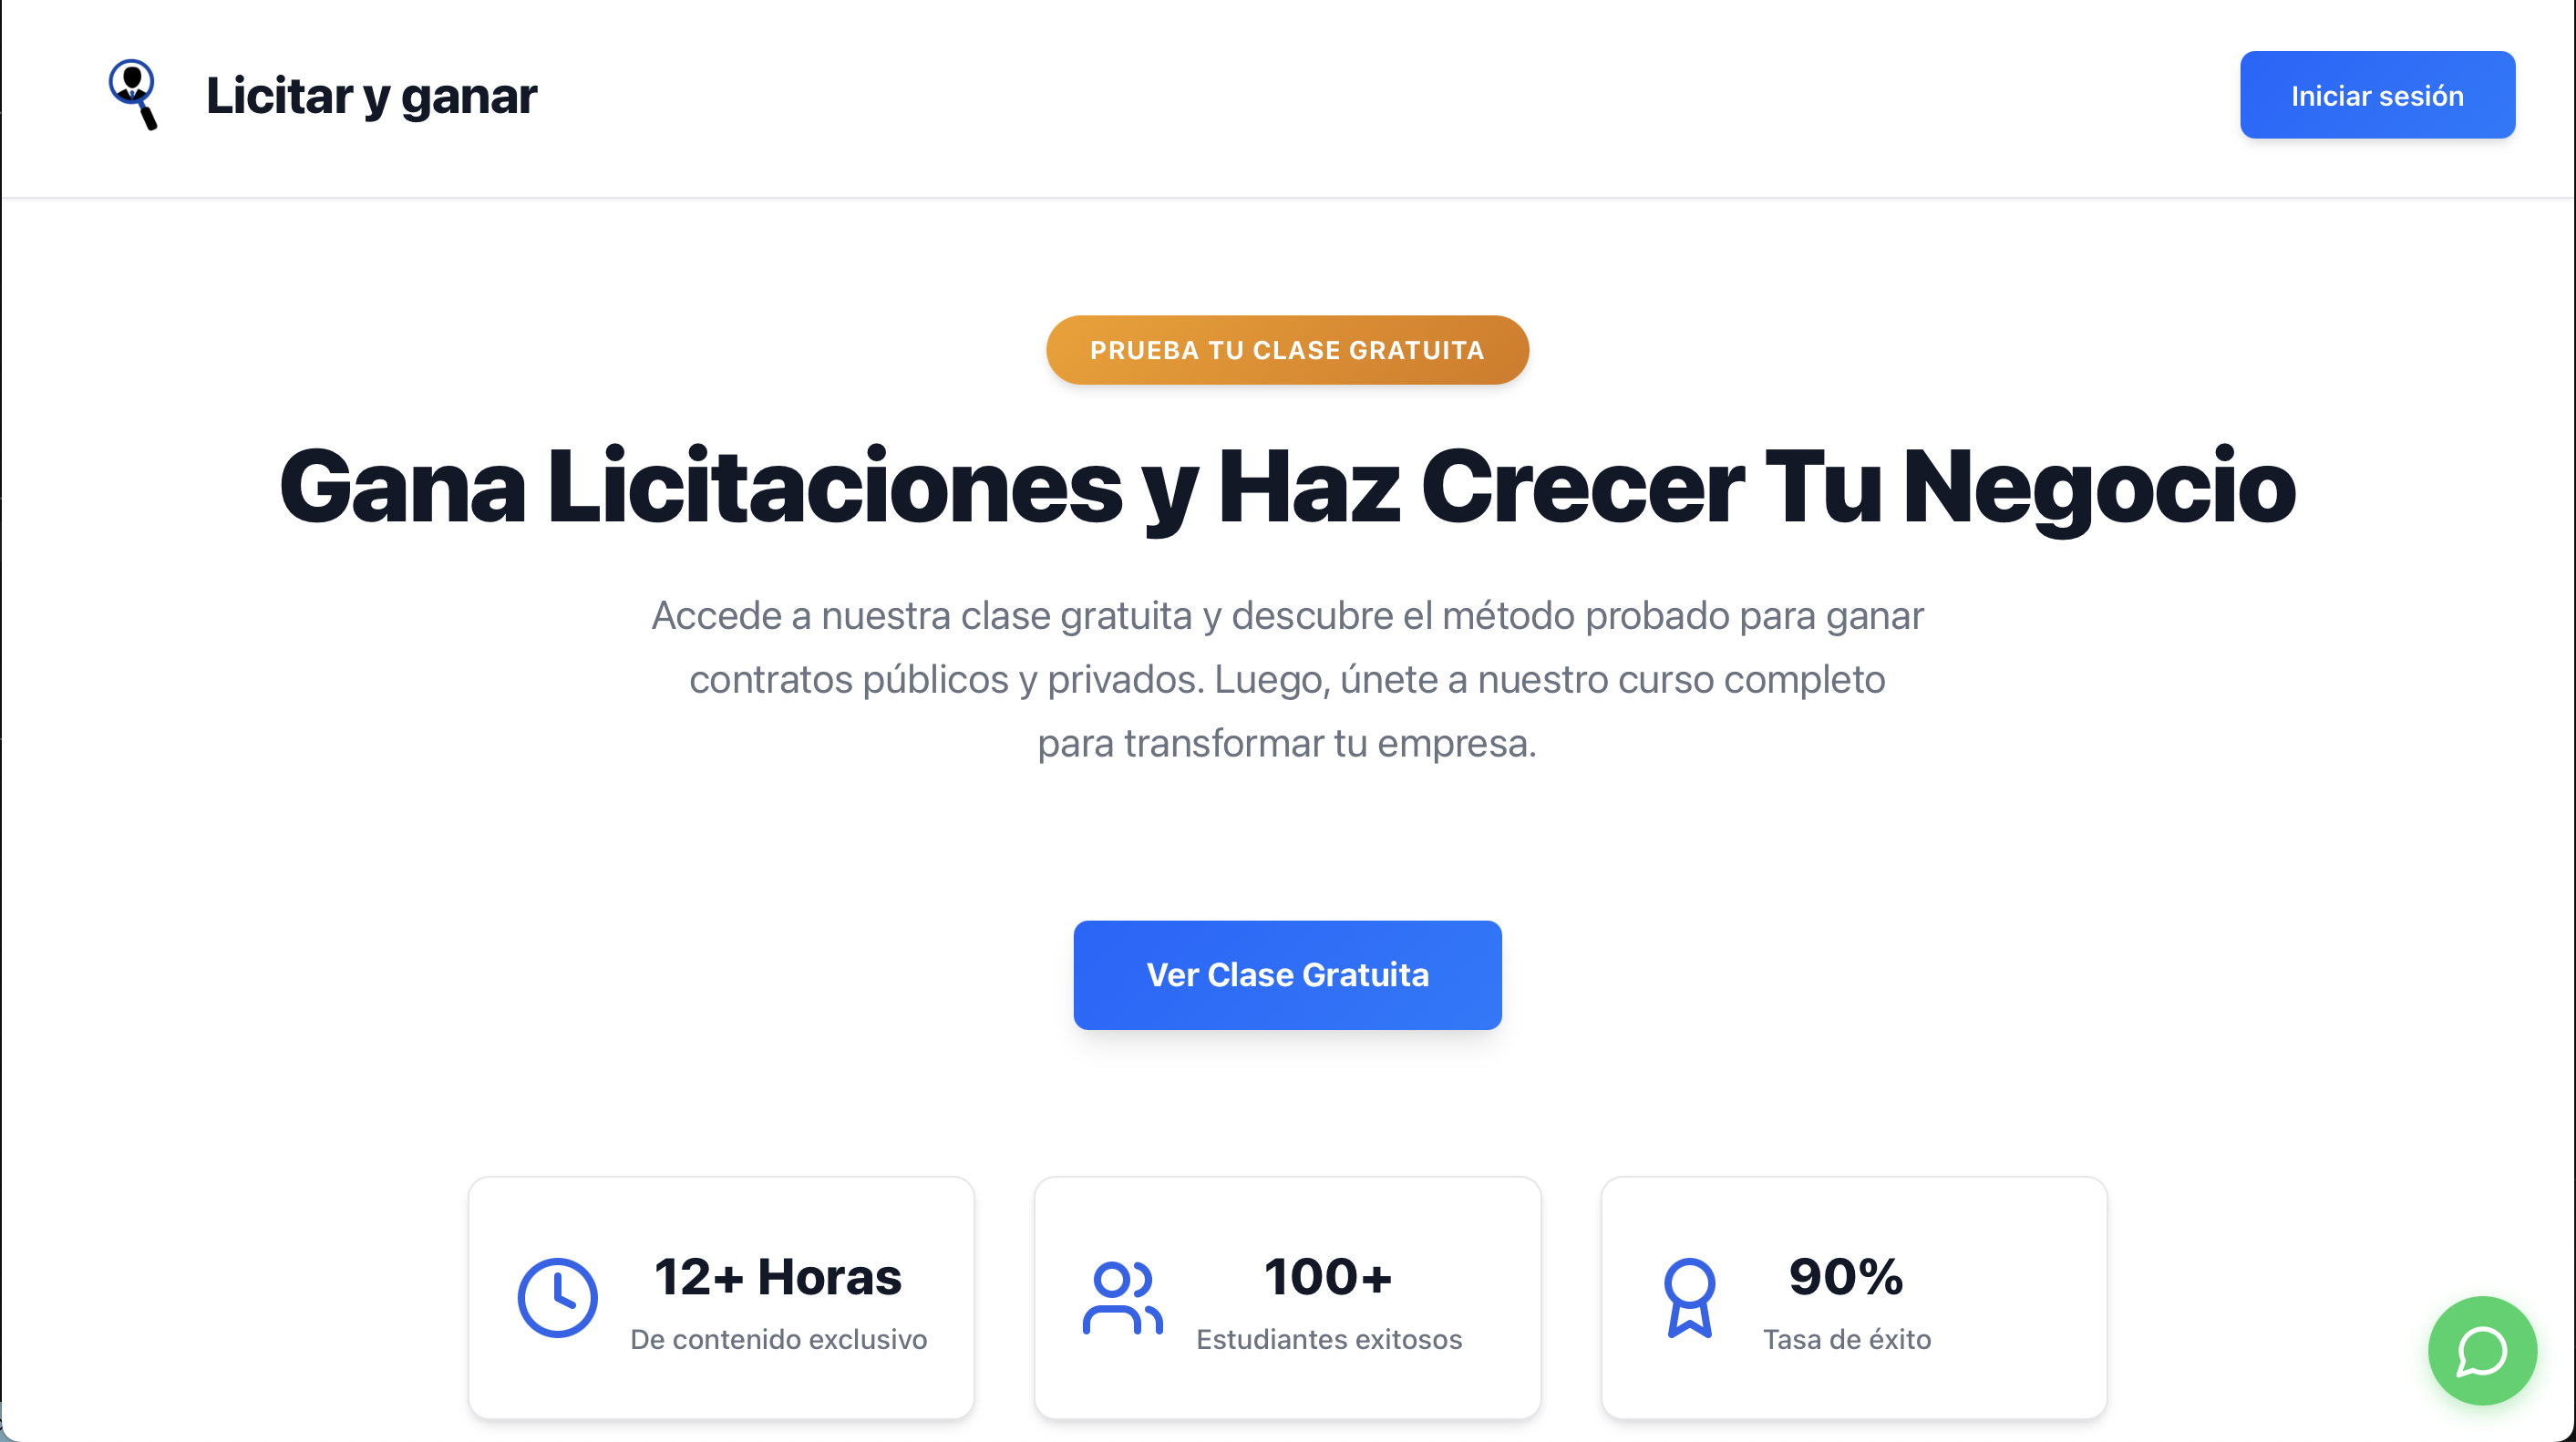 Licitar y ganar
Iniciar sesión
PRUEBA TU CLASE GRATUITA
Gana Licitaciones y Haz Crecer Tu Negocio
Accede a nuestra clase gratuita y descubre el método probado para ganar
contratos públicos y privados. Luego, únete a nuestro curso completo
para transformar tu empresa.
Ver Clase Gratuita
12+ Horas
De contenido exclusivo
100+
Estudiantes exitosos
90%
Tasa de éxito